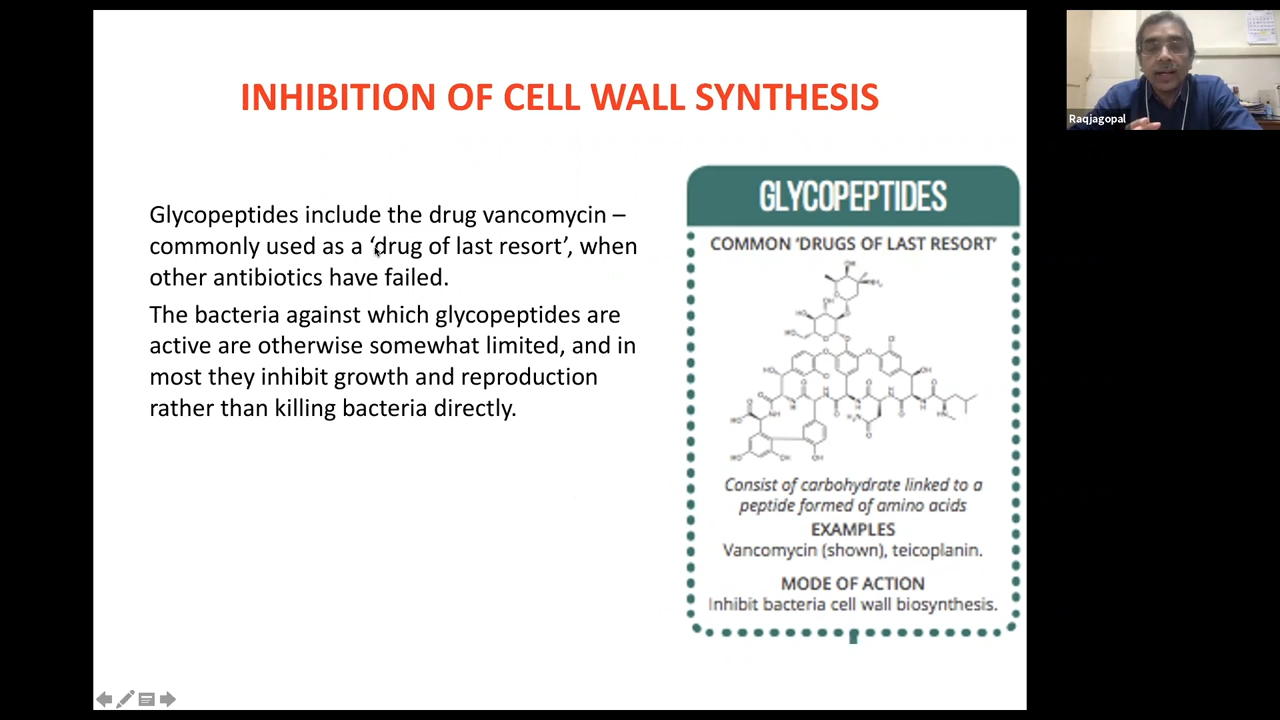 INHIBITION OF CELL WALL SYNTHESIS
Raqjagopal
Glycopeptides include the drug vancomycin –
commonly used as a ‘drug of last resort’, when
other antibiotics have failed.
The bacteria against which glycopeptides are
active are otherwise somewhat limited, and in
most they inhibit growth and reproduction
rather than killing bacteria directly.
GLYCOPEPTIDES
COMMON ‘DRUGS OF LAST RESORT’
Consist of carbohydrate linked to a
peptide formed of amino acids
EXAMPLES
Vancomycin (shown), teicoplanin.
MODE OF ACTION
Inhibit bacteria cell wall biosynthesis.